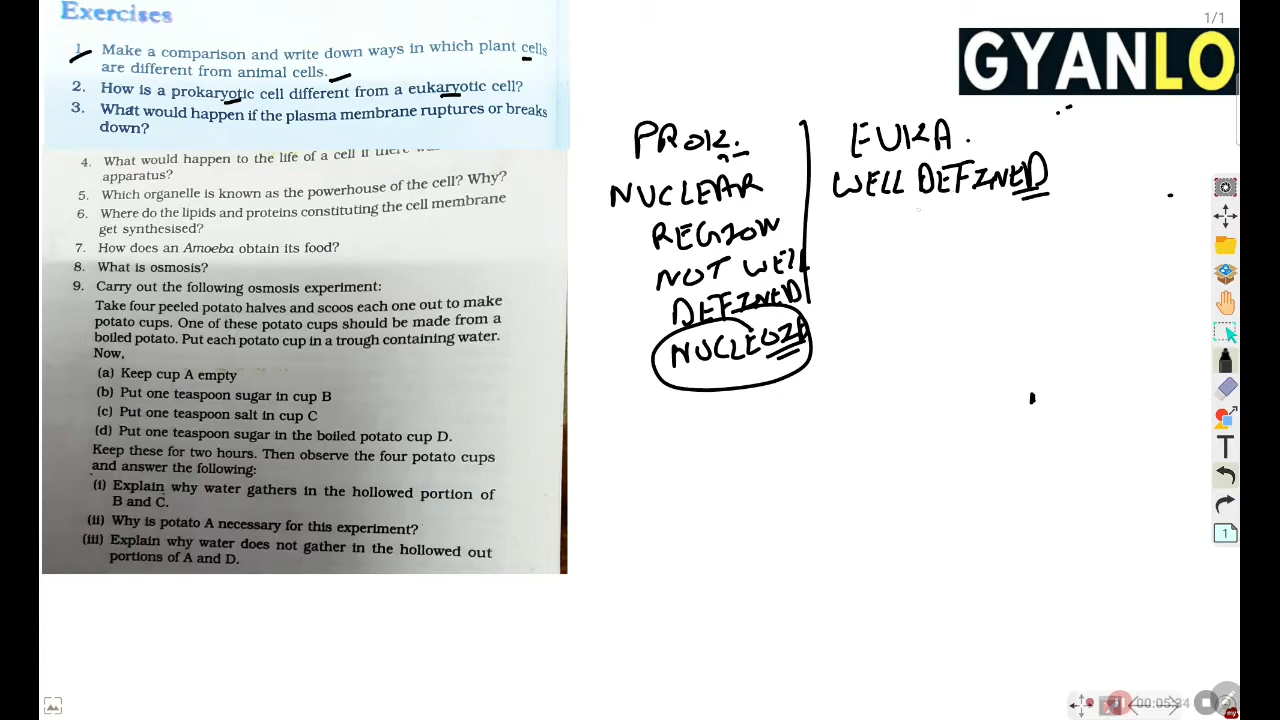 Exercises
1. Make a comparison and write down ways in which plant cells
are different from animal cells.
2. How is a prokaryotic cell different from a eukaryotic cell?
3. What would happen if the plasma membrane ruptures or breaks
down?
4. What would happen to the life of a cell if there
apparatus?
5. Which organelle is known as the powerhouse of the cell? Why?
6. Where do the lipids and proteins constituting the cell membrane
get synthesised?
7. How does an Amoeba obtain its food?
8. What is osmosis?
9. Carry out the following osmosis experiment:
Take four peeled potato halves and scoos each one out to make
potato cups. One of these potato cups should be made from a
boiled potato. Put each potato cup in a trough containing water.
Now,
(a) Keep cup A empty
(b) Put one teaspoon sugar in cup B
(c) Put one teaspoon salt in cup C
(d) Put one teaspoon sugar in the boiled potato cup D.
Keep these for two hours. Then observe the four potato cups
and answer the following:
(i) Explain why water gathers in the hollowed portion of
B and C.
(ii) Why is potato A necessary for this experiment?
(iii) Explain why water does not gather in the hollowed out
portions of A and D.
1/1
GYANLO
PROK.
NUCLEAR
REGION
NOT WELL
DEFINED
NUCLEOID
EUKA.
WELL DEFINED
T
1
00:05:34